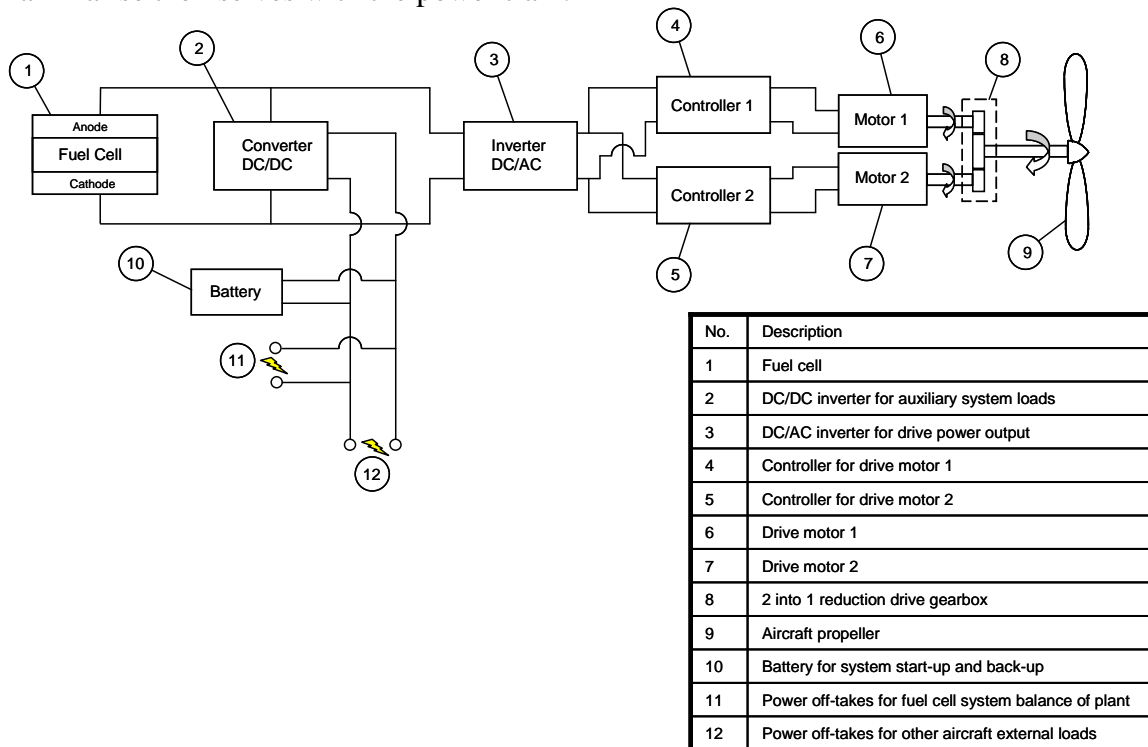 1
Anode
Fuel Cell
Cathode
2
Converter
DC/DC
3
Inverter
DC/AC
4
Controller 1
Controller 2
5
6
Motor 1
Motor 2
7
8
9
10
Battery
11
12
No. Description
1 Fuel cell
2 DC/DC inverter for auxiliary system loads
3 DC/AC inverter for drive power output
4 Controller for drive motor 1
5 Controller for drive motor 2
6 Drive motor 1
7 Drive motor 2
8 2 into 1 reduction drive gearbox
9 Aircraft propeller
10 Battery for system start-up and back-up
11 Power off-takes for fuel cell system balance of plant
12 Power off-takes for other aircraft external loads